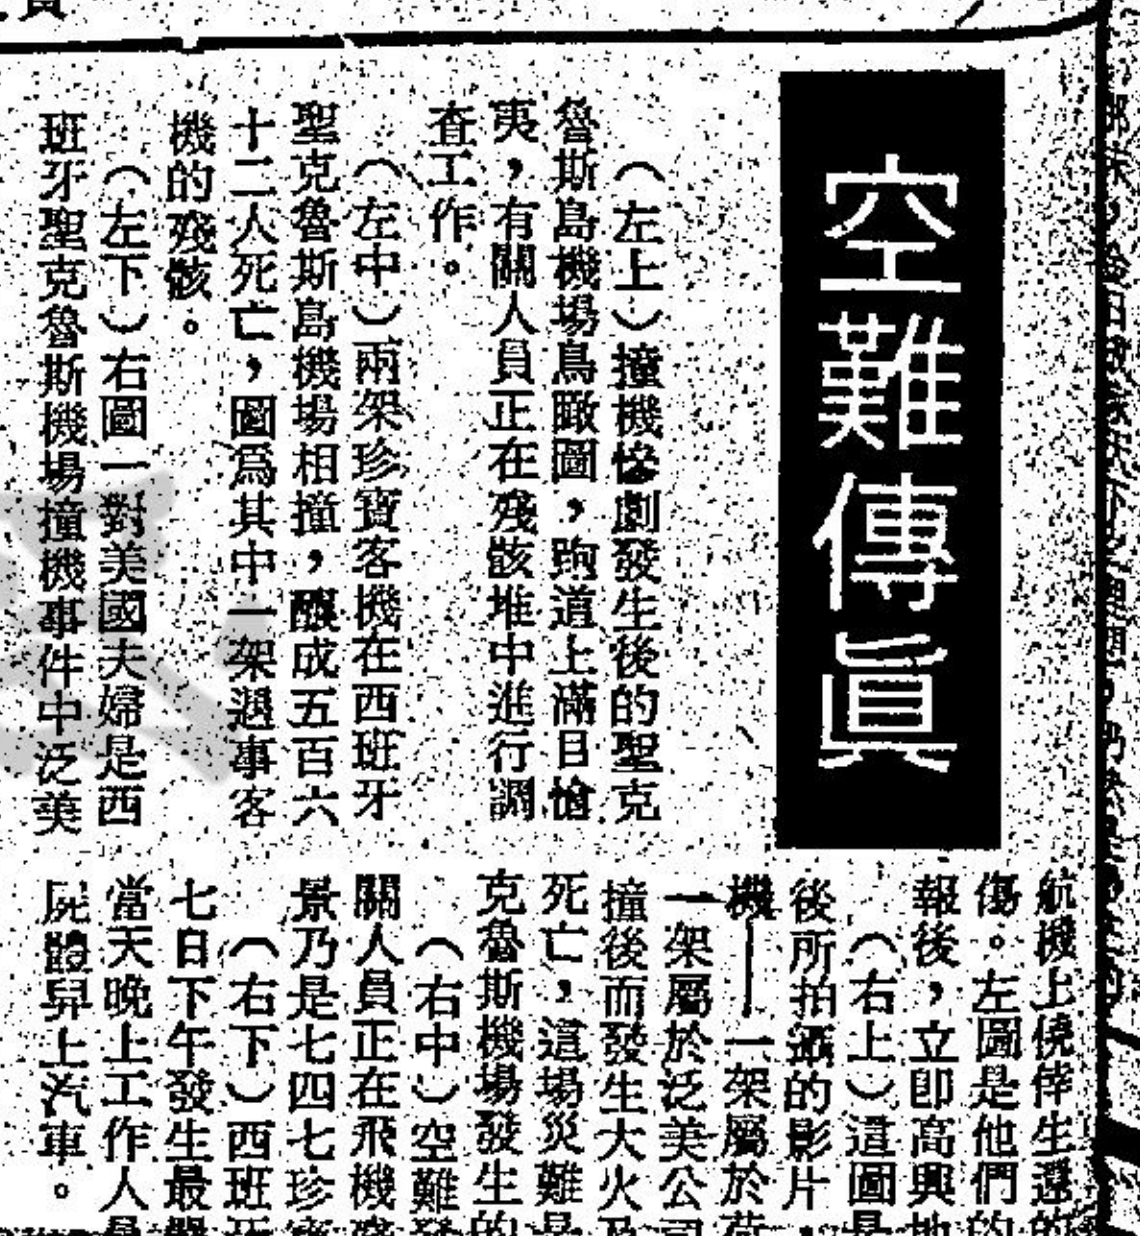 空難傳眞
（左上）撞機慘劇發生後的聖克
魯斯島機場鳥瞰圖，跑道上滿目愴
夷，有關人員正在殘骸堆中進行調
查工作。
（左中）兩架珍寶客機在西班牙
聖克魯斯島機場相撞，釀成五百六
十二人死亡，圖爲其中一架遇事客
機的殘骸。
（左下）右圖一對美國夫婦是西
班牙聖克魯斯機場撞機事件中泛美
航機上僥倖生還的
傷。左圖是他們的
報後，立卽高興地
（右上）這圖是
後所拍攝的影片，
機——一架屬於荷
一架屬於泛美公司
撞後而發生大火及
死亡，這場災難是
克魯斯機場發生的
（右中）空難發
關人員正在飛機
景乃是七四七珍寶
（右下）西班牙
七日下午發生最
當天晚上工作人員
屍體舁上汽車。